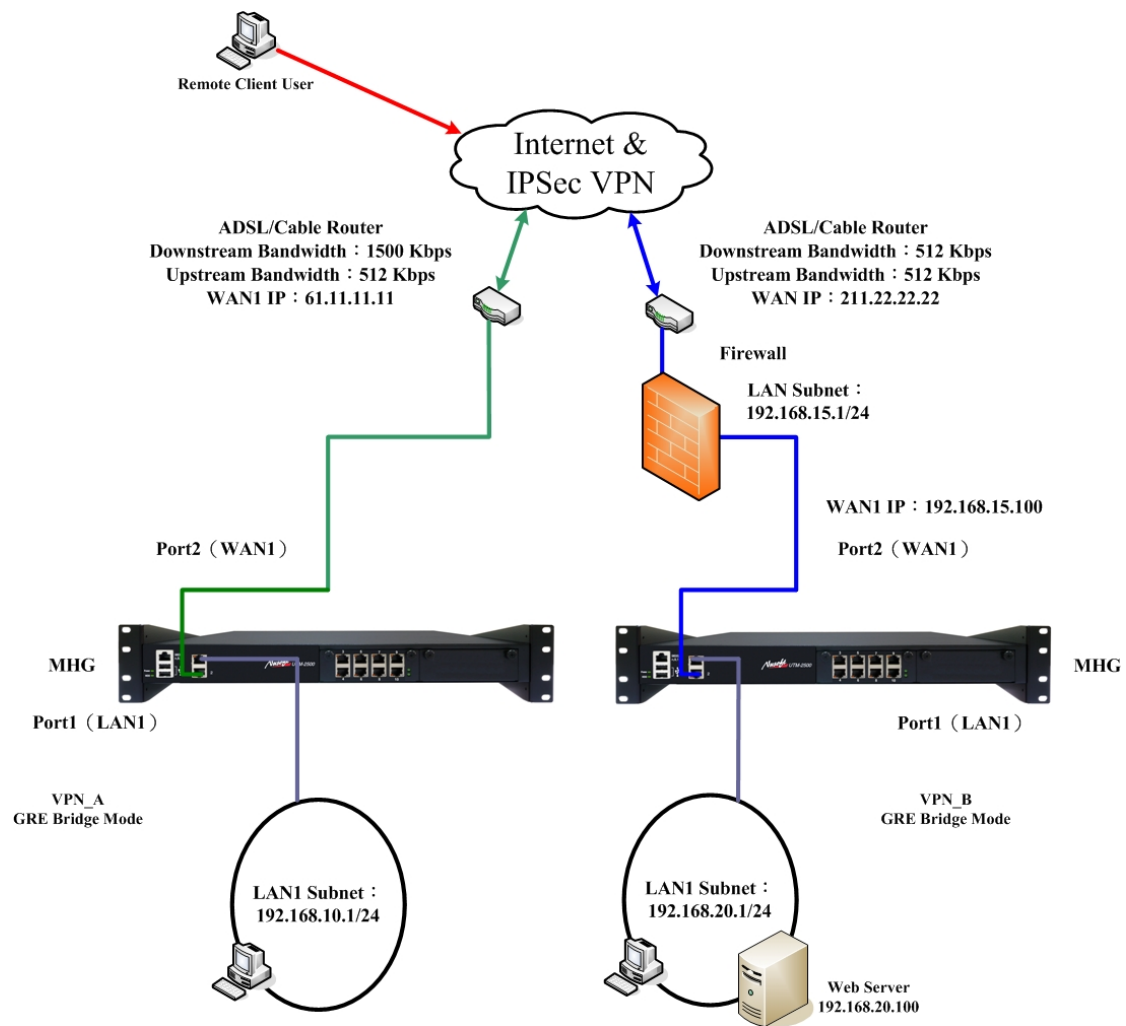 Remote Client User
Internet &
IPSec VPN
ADSL/Cable Router
Downstream Bandwidth：1500 Kbps
Upstream Bandwidth：512 Kbps
WAN1 IP：61.11.11.11
ADSL/Cable Router
Downstream Bandwidth：512 Kbps
Upstream Bandwidth：512 Kbps
WAN IP：211.22.22.22
Firewall
LAN Subnet：
192.168.15.1/24
WAN1 IP：192.168.15.100
Port2（WAN1）
Port2（WAN1）
MHG
UTM-2500
UTM-2500
MHG
Port1（LAN1）
Port1（LAN1）
VPN_A
GRE Bridge Mode
VPN_B
GRE Bridge Mode
LAN1 Subnet：
192.168.10.1/24
LAN1 Subnet：
192.168.20.1/24
Web Server
192.168.20.100